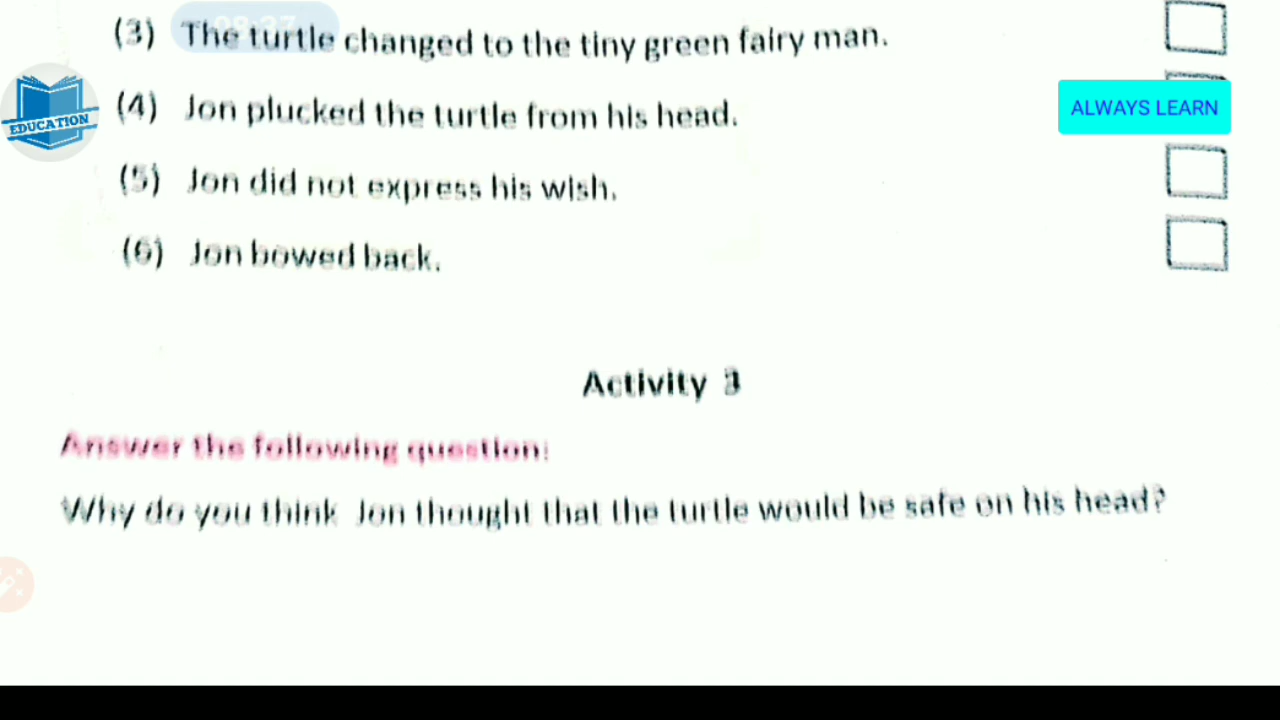 (3) The turtle changed to the tiny green fairy man.
(4) Jon plucked the turtle from his head.
ALWAYS LEARN
EDUCATION
(5) Jon did not express his wish.
(6) Jon bowed back.
Activity 3
Answer the following question:
Why do you think Jon thought that the turtle would be safe on his head?